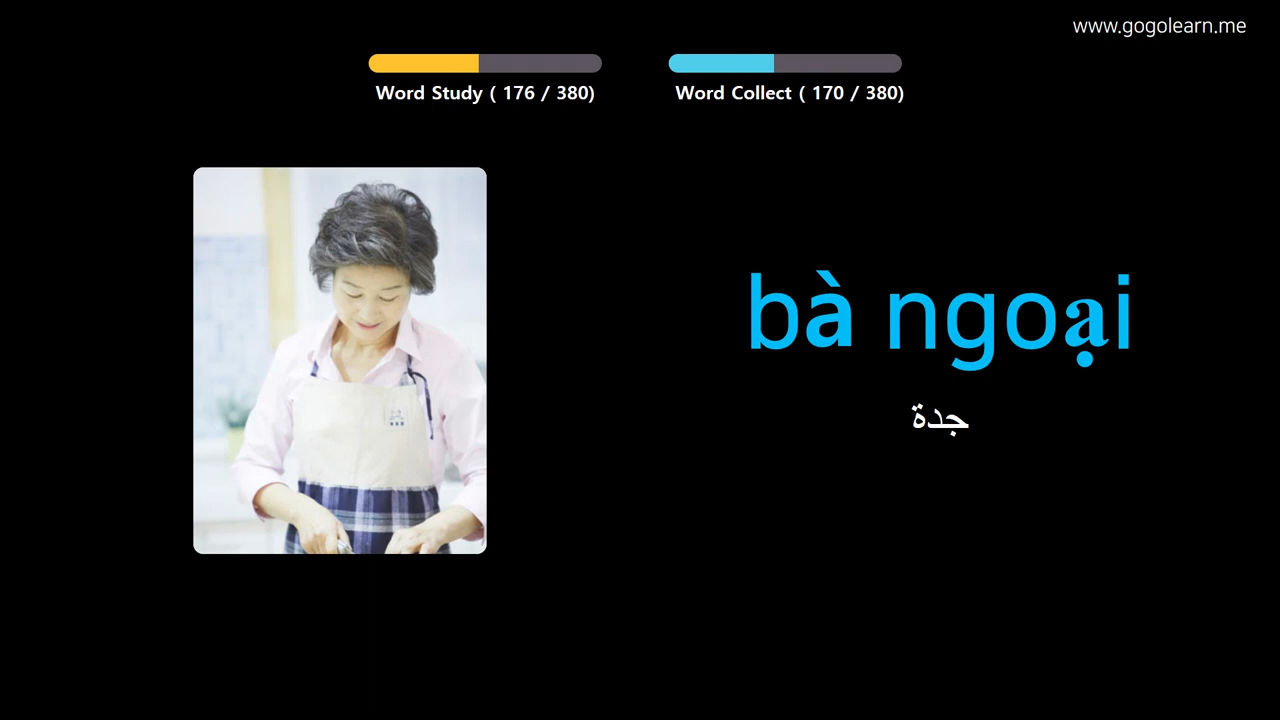 www.gogolearn.me
Word Study ( 176 / 380)
Word Collect ( 170 / 380)
bà ngoại
جدة